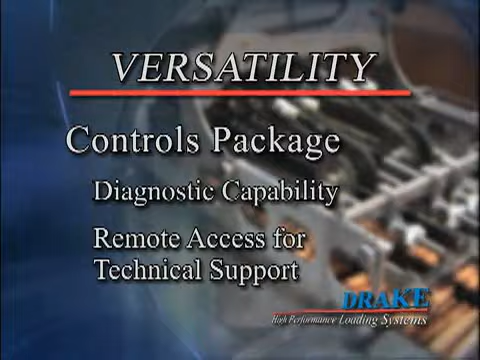 VERSATILITY
Controls Package
Diagnostic Capability
Remote Access for
Technical Support
DRAKE
High Performance Loading Systems